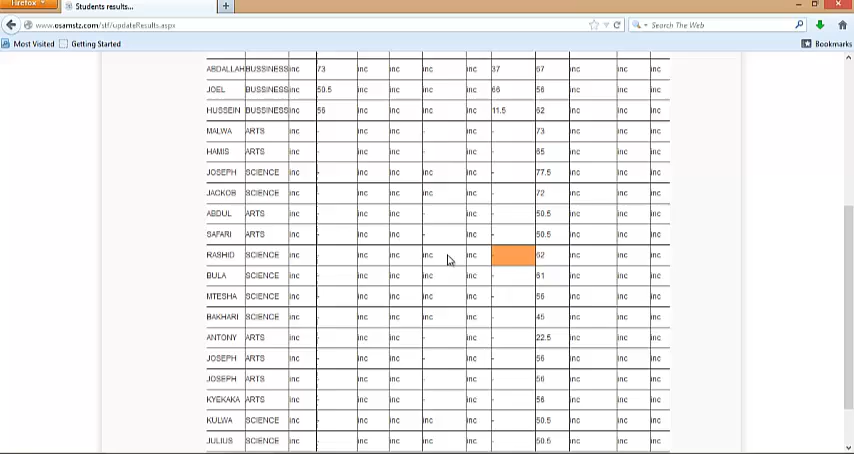 Firefox
Students results...
www.osamstz.com/stf/updateResults.aspx
Search The Web
Most Visited Getting Started Bookmarks
ABDALLAH BUSSINESS inc 73 inc inc inc inc 37 67 inc inc inc
JOEL BUSSINESS inc 50.5 inc inc inc inc 66 56 inc inc inc
HUSSEIN BUSSINESS inc 56 inc inc inc inc 11.5 62 inc inc inc
MALWA ARTS inc - inc inc - inc - 73 inc inc inc
HAMIS ARTS inc - inc inc - inc - 65 inc inc inc
JOSEPH SCIENCE inc - inc inc inc inc - 77.5 inc inc inc
JACKOB SCIENCE inc - inc inc inc inc - 72 inc inc inc
ABDUL ARTS inc - inc inc - inc - 50.5 inc inc inc
SAFARI ARTS inc - inc inc - inc - 50.5 inc inc inc
RASHID SCIENCE inc - inc inc inc inc - 62 inc inc inc
BULA SCIENCE inc - inc inc inc inc - 61 inc inc inc
MTESHA SCIENCE inc - inc inc inc inc - 56 inc inc inc
BAKHARI SCIENCE inc - inc inc inc inc - 45 inc inc inc
ANTONY ARTS inc - inc inc - inc - 22.5 inc inc inc
JOSEPH ARTS inc - inc inc - inc - 56 inc inc inc
JOSEPH ARTS inc - inc inc - inc - 56 inc inc inc
KYEKAKA ARTS inc - inc inc - inc - 56 inc inc inc
KULWA SCIENCE inc - inc inc inc inc - 50.5 inc inc inc
JULIUS SCIENCE inc - inc inc inc inc - 50.5 inc inc inc